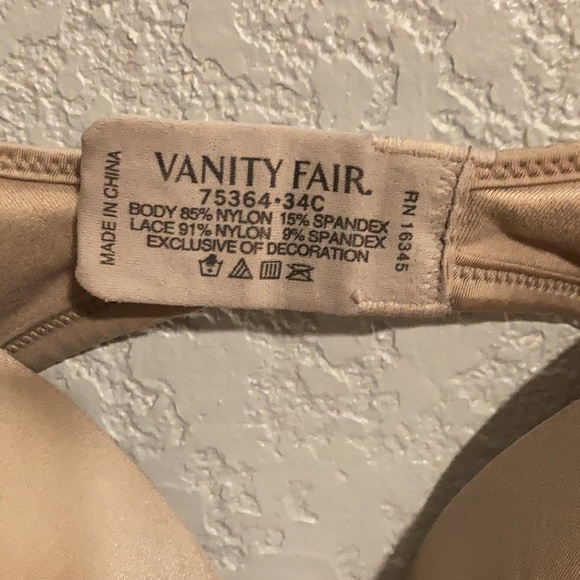 VANITY FAIR.
75364·34C
BODY 85% NYLON 15% SPANDEX
LACE 91% NYLON 9% SPANDEX
EXCLUSIVE OF DECORATION
MADE IN CHINA
RN 16345